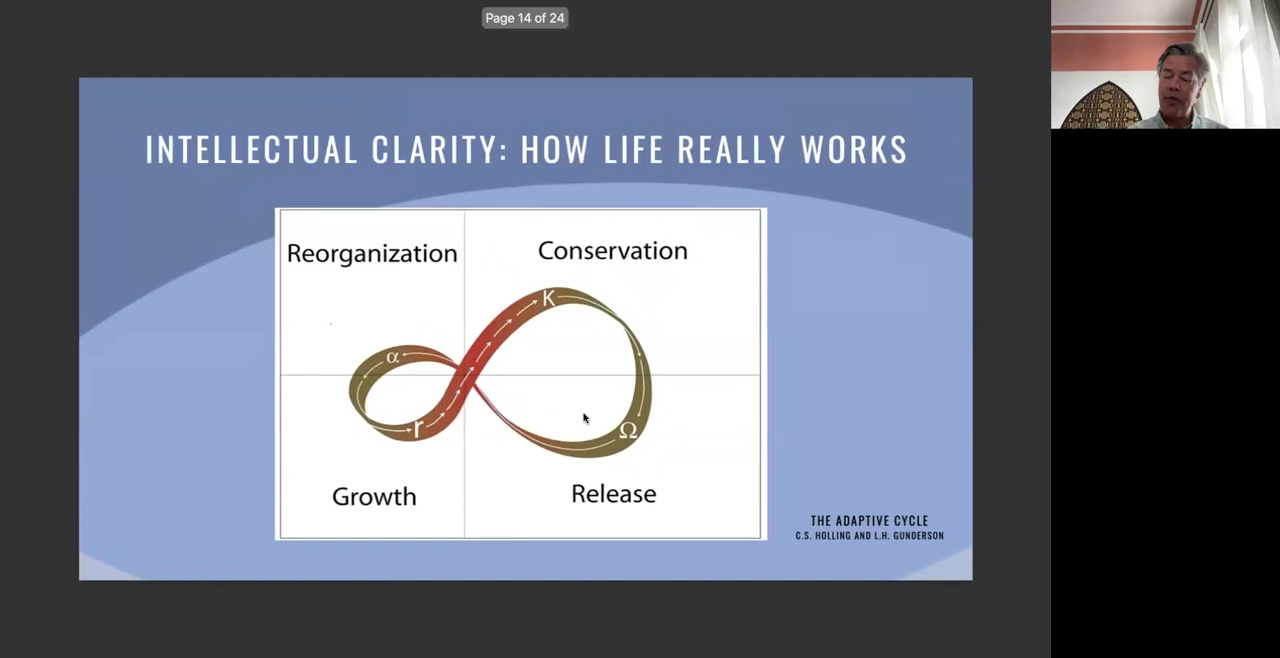 Page 14 of 24
INTELLECTUAL CLARITY: HOW LIFE REALLY WORKS
Reorganization
Conservation
K
α
r
Ω
Growth
Release
THE ADAPTIVE CYCLE
C.S. HOLLING AND L.H. GUNDERSON